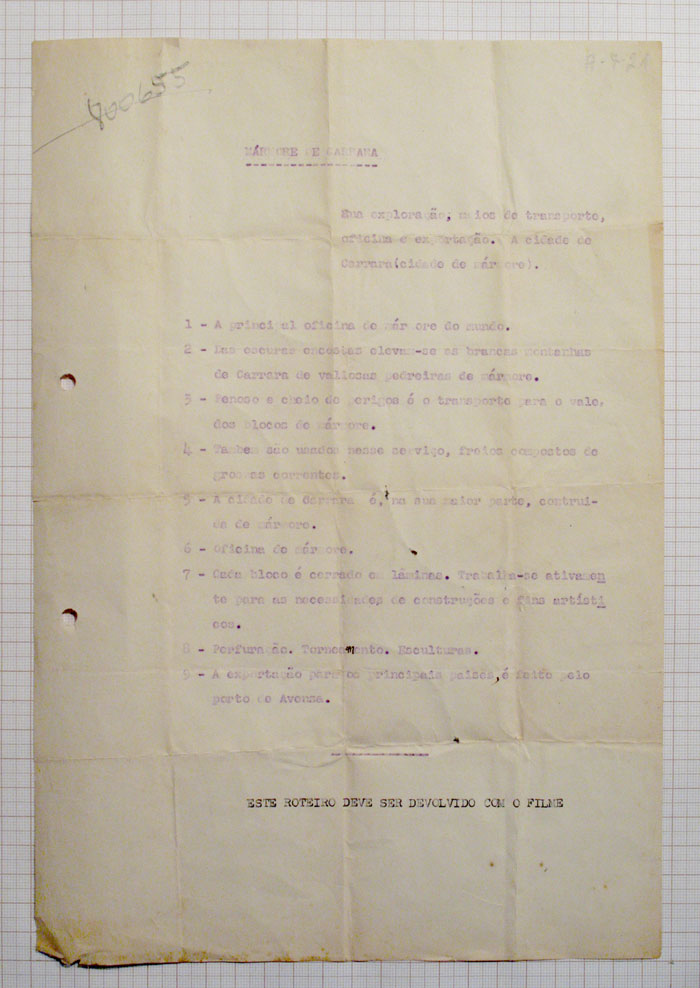 400655
MÁRMORE DE CARRARA
Sua exploração, meios de transporte,
oficina e exportação. A cidade de
Carrara(cidade de mármore).
1 - A principal oficina de mármore do mundo.
2 - Das escuras encostas elevam-se as brancas montanhas
de Carrara de valiosas pedreiras de mármore.
3 - Penoso e cheio de perigos é o transporte para o vale,
dos blocos de mármore.
4 - Tambem são usados nesse serviço, freios compostos de
grossas correntes.
5 - A cidade de Carrara é, na sua maior parte, contrui-
da de mármore.
6 - Oficina de mármore.
7 - Cada bloco é cerrado em lâminas. Trabalha-se ativamen
te para as necessidades de construções e fins artísti
cos.
8 - Perfuração. Torneamento. Esculturas.
9 - A exportação para os principais paises, é feito pelo
porto de Avensa.
ESTE ROTEIRO DEVE SER DEVOLVIDO COM O FILME